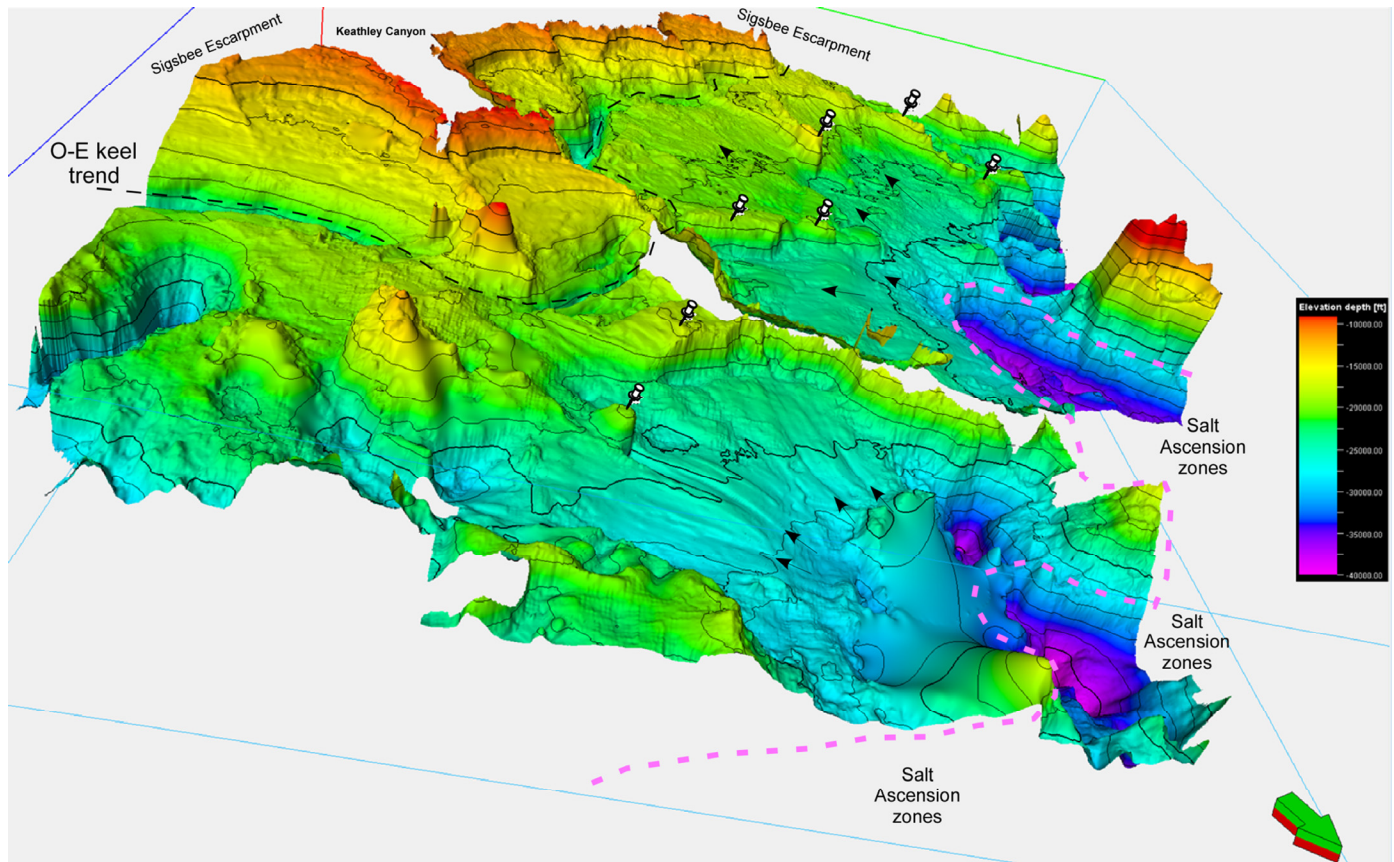 Sigsbee Escarpment
Keathley Canyon
Sigsbee Escarpment
O-E keel
trend
Elevation depth [ft]
-10000.00
-15000.00
-20000.00
-25000.00
-30000.00
-35000.00
-40000.00
Salt
Ascension
zones
Salt
Ascension
zones
Salt
Ascension
zones